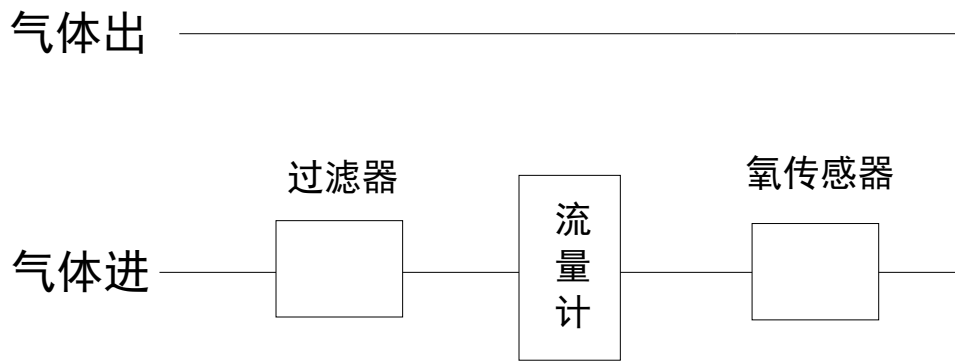 气体出
过滤器
氧传感器
气体进
流量计